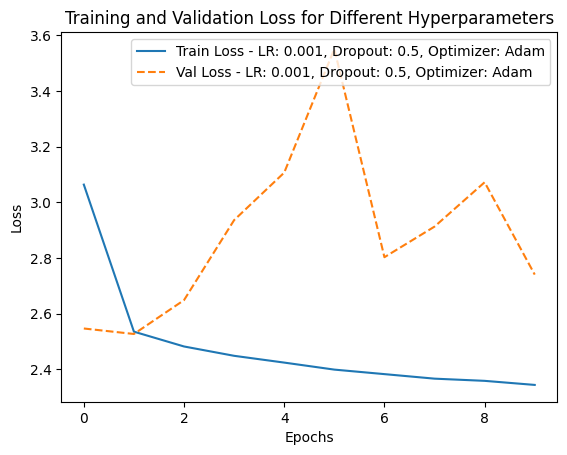 Training and Validation Loss for Different Hyperparameters
3.6
Train Loss - LR: 0.001, Dropout: 0.5, Optimizer: Adam
Val Loss - LR: 0.001, Dropout: 0.5, Optimizer: Adam
3.4
3.2
3.0
Loss
2.8
2.6
2.4
0 2 4 6 8
Epochs